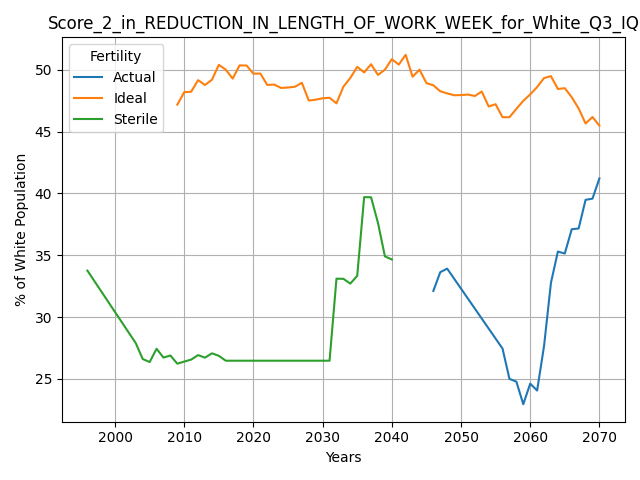 Score_2_in_REDUCTION_IN_LENGTH_OF_WORK_WEEK_for_White_Q3_IQ
Fertility
Actual
Ideal
Sterile
% of White Population
50
45
40
35
30
25
2000
2010
2020
2030
2040
2050
2060
2070
Years